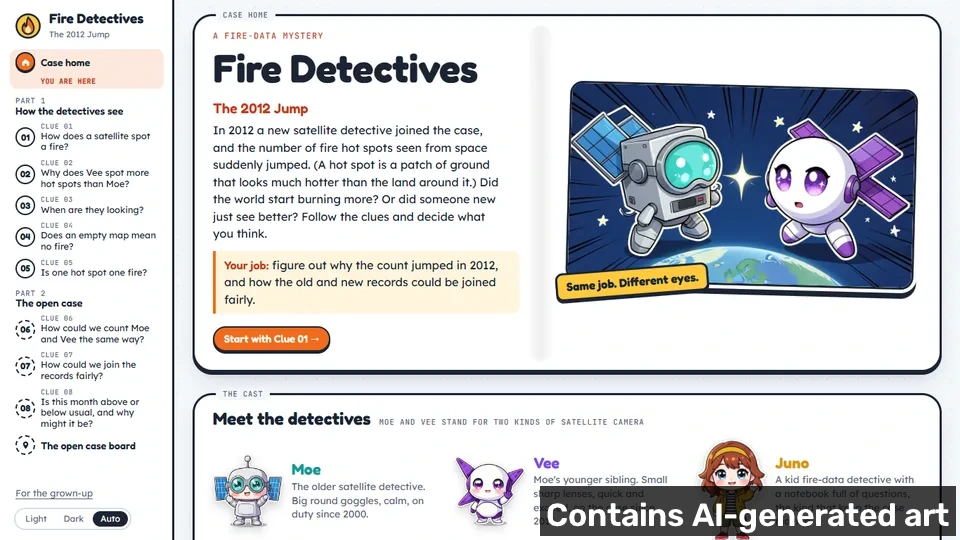 Fire Detectives
The 2012 Jump
Case home
YOU ARE HERE
PART 1
How the detectives see
CLUE 01
01
How does a satellite spot
a fire?
CLUE 02
02
Why does Vee spot more
hot spots than Moe?
CLUE 03
03
When are they looking?
CLUE 04
04
Does an empty map mean
no fire?
CLUE 05
05
Is one hot spot one fire?
PART 2
The open case
CLUE 06
06
How could we count Moe
and Vee the same way?
CLUE 07
07
How could we join the
records fairly?
CLUE 08
08
Is this month above or
below usual, and why
might it be?
The open case board
For the grown-up
Light Dark Auto
CASE HOME
A FIRE-DATA MYSTERY
Fire Detectives
The 2012 Jump
In 2012 a new satellite detective joined the case,
and the number of fire hot spots seen from space
suddenly jumped. (A hot spot is a patch of ground
that looks much hotter than the land around it.) Did
the world start burning more? Or did someone new
just see better? Follow the clues and decide what
you think.
Your job: figure out why the count jumped in 2012,
and how the old and new records could be joined
fairly.
Start with Clue 01 →
Same job. Different eyes.
THE CAST
Meet the detectives MOE AND VEE STAND FOR TWO KINDS OF SATELLITE CAMERA
Moe
The older satellite detective.
Big round goggles, calm, on
duty since 2000.
Vee
Moe's younger sibling. Small
sharp lenses, quick and
Juno
A kid fire-data detective with
a notebook full of questions,
Contains AI-generated art